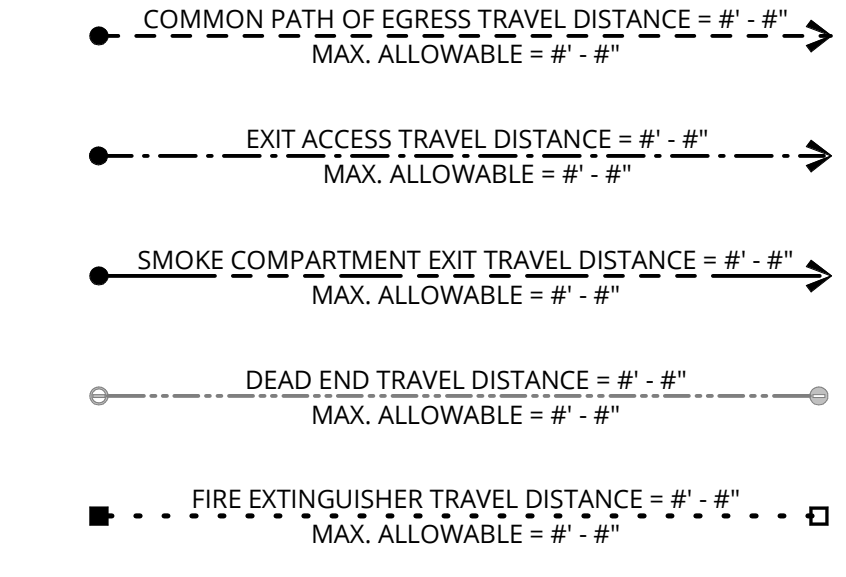 COMMON PATH OF EGRESS TRAVEL DISTANCE = #' - #"
MAX. ALLOWABLE = #' - #"
EXIT ACCESS TRAVEL DISTANCE = #' - #"
MAX. ALLOWABLE = #' - #"
SMOKE COMPARTMENT EXIT TRAVEL DISTANCE = #' - #"
MAX. ALLOWABLE = #' - #"
DEAD END TRAVEL DISTANCE = #' - #"
MAX. ALLOWABLE = #' - #"
FIRE EXTINGUISHER TRAVEL DISTANCE = #' - #"
MAX. ALLOWABLE = #' - #"